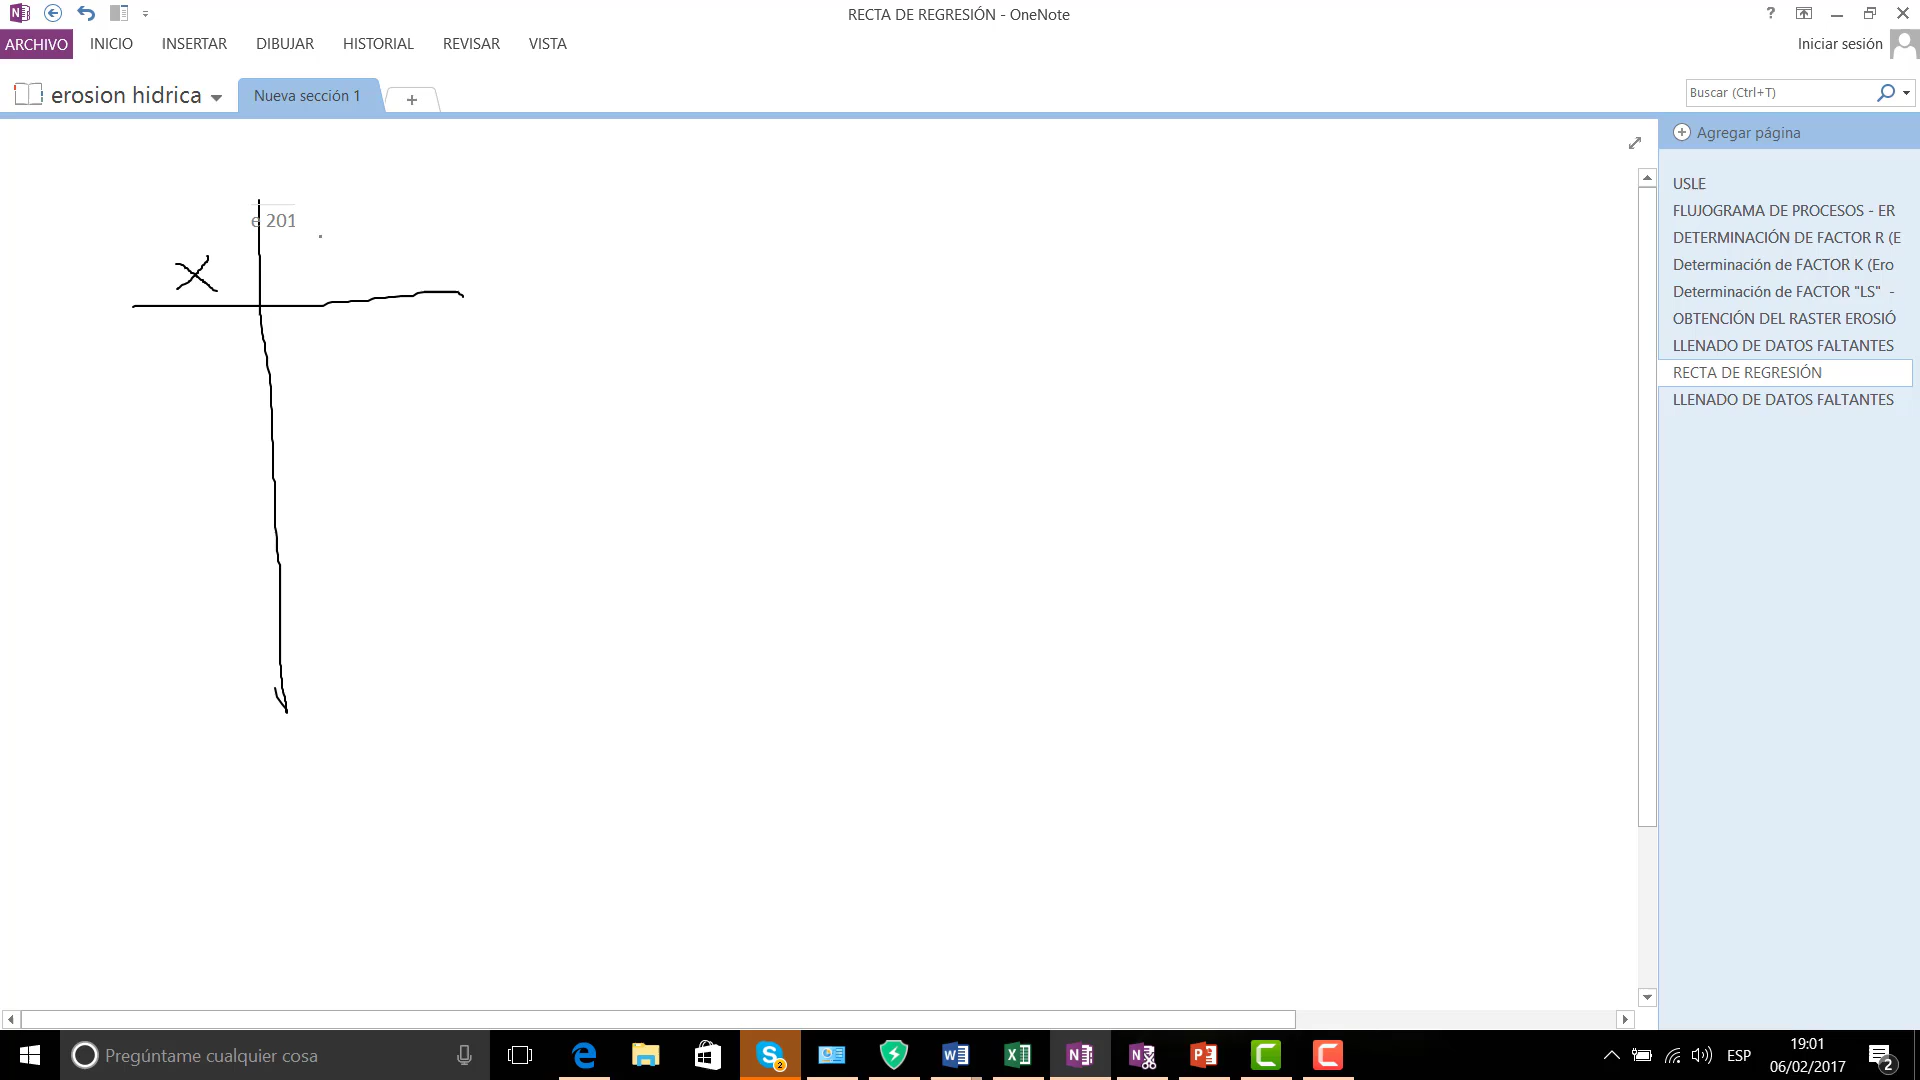 RECTA DE REGRESIÓN - OneNote
ARCHIVO INICIO INSERTAR DIBUJAR HISTORIAL REVISAR VISTA
Iniciar sesión
erosion hidrica
Nueva sección 1
Buscar (Ctrl+T)
Agregar página
e 201
X
USLE
FLUJOGRAMA DE PROCESOS - ER
DETERMINACIÓN DE FACTOR R (E
Determinación de FACTOR K (Ero
Determinación de FACTOR "LS" -
OBTENCIÓN DEL RASTER EROSIÓ
LLENADO DE DATOS FALTANTES
RECTA DE REGRESIÓN
LLENADO DE DATOS FALTANTES
Pregúntame cualquier cosa
2
ESP
19:01
06/02/2017
2